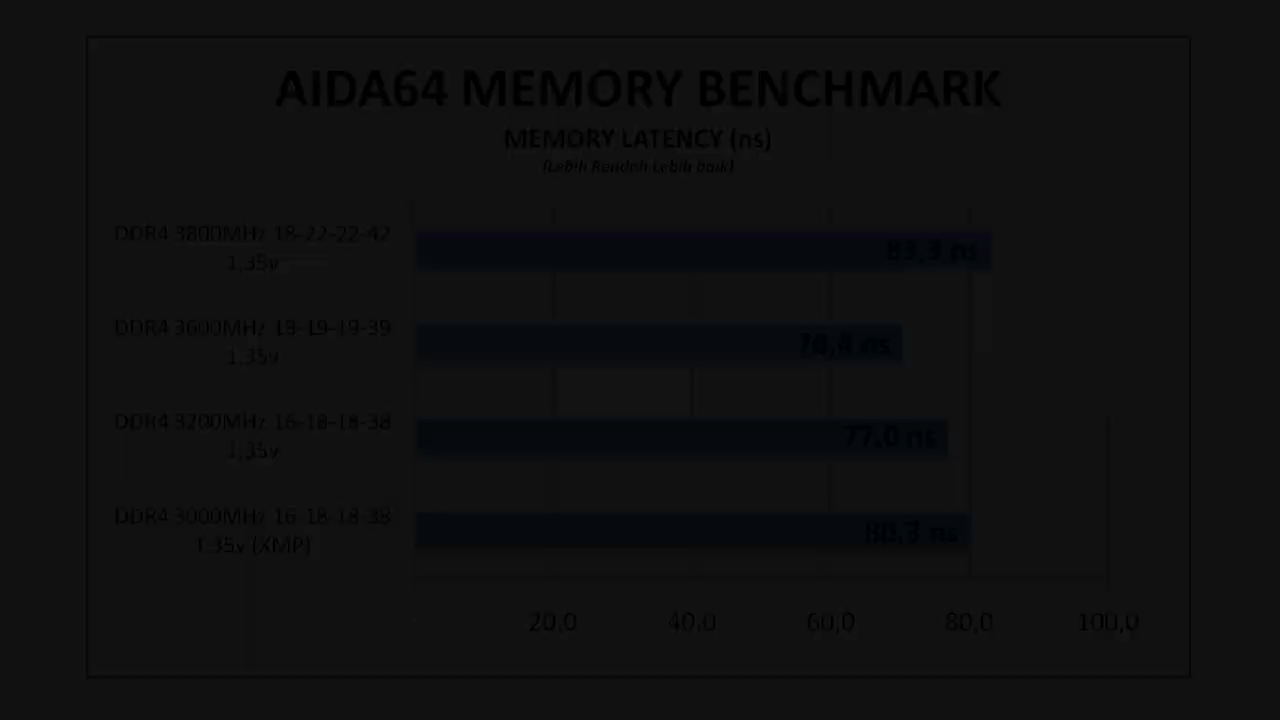 AIDA64 MEMORY BENCHMARK
MEMORY LATENCY (ns)
(Lebih Rendah Lebih baik)
DDR4 3800MHz 18-22-22-42
1.35v
83,3 ns
DDR4 3600MHz 18-19-19-39
1.35v
70,4 ns
DDR4 3200MHz 16-18-18-38
1.35v
77,0 ns
DDR4 3000MHz 16-18-18-38
1.35v (XMP)
80,3 ns
- 20,0 40,0 60,0 80,0 100,0